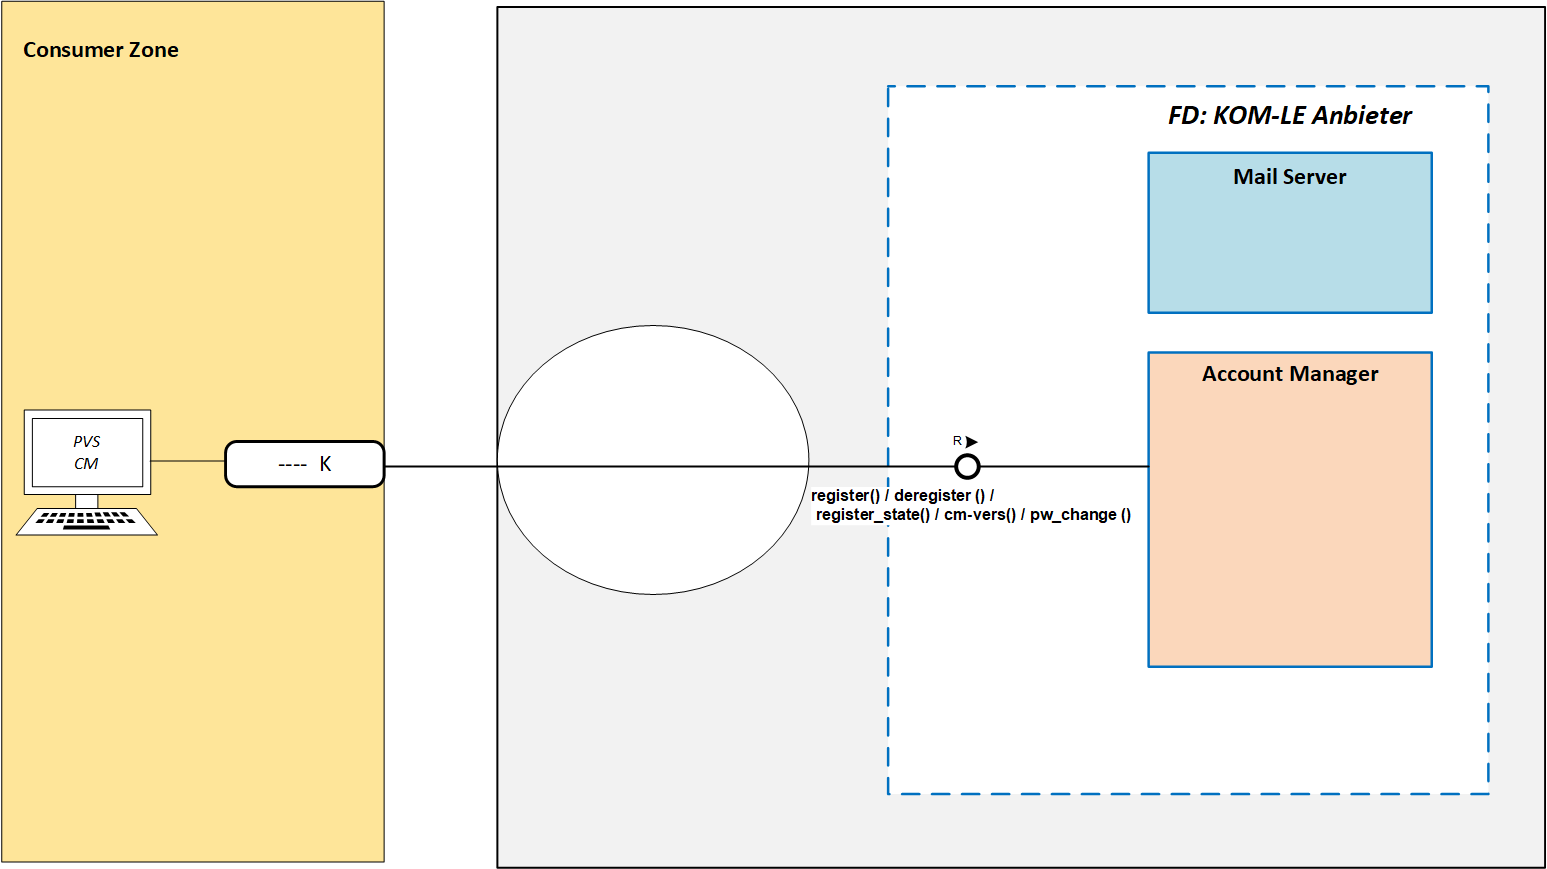 Consumer Zone
FD: KOM-LE Anbieter
Mail Server
Account Manager
PVS
CM
---- K
R
register() / deregister () /
register_state() / cm-vers() / pw_change ()